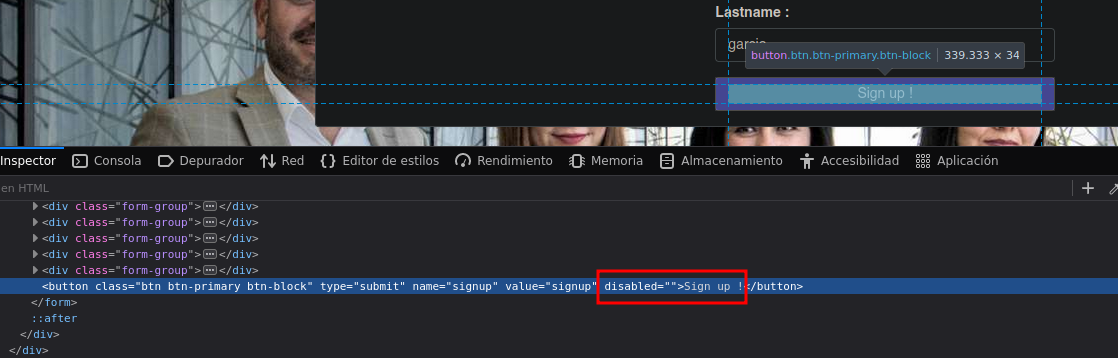 Lastname :
garcia
button.btn.btn-primary.btn-block | 339.333 × 34
Sign up !
Inspector Consola Depurador Red Editor de estilos Rendimiento Memoria Almacenamiento Accesibilidad Aplicación
en HTML
<div class="form-group"></div>
<div class="form-group"></div>
<div class="form-group"></div>
<div class="form-group"></div>
<div class="form-group"></div>
<button class="btn btn-primary btn-block" type="submit" name="signup" value="signup" disabled="">Sign up !</button>
</form>
::after
</div>
</div>